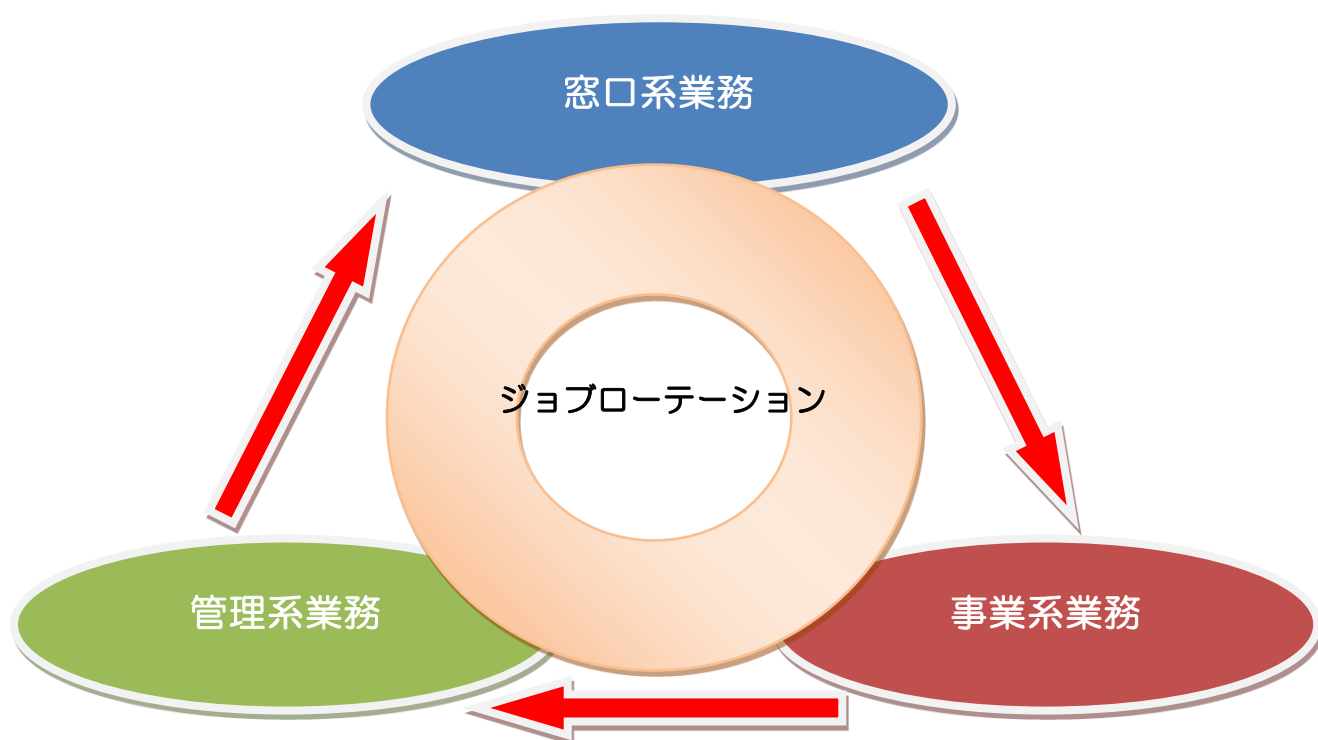 窓口系業務
ジョブローテーション
管理系業務
事業系業務